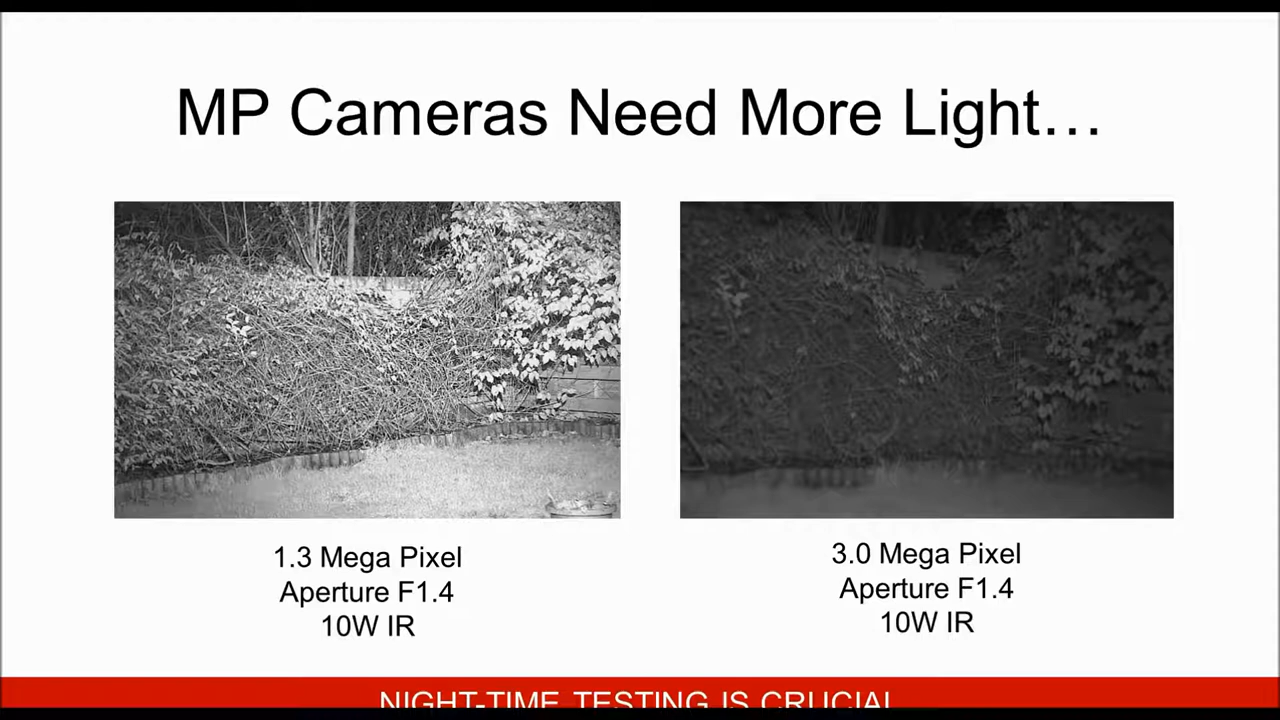 MP Cameras Need More Light…
1.3 Mega Pixel
Aperture F1.4
10W IR
3.0 Mega Pixel
Aperture F1.4
10W IR
NIGHT-TIME TESTING IS CRUCIAL